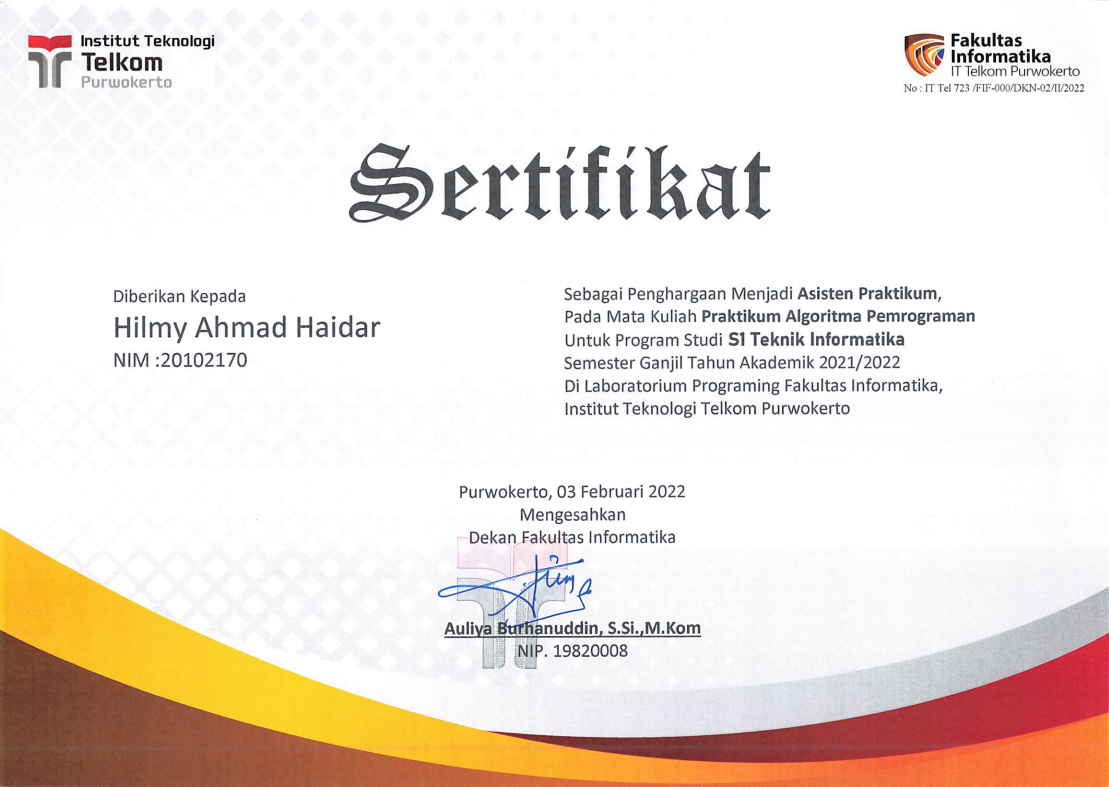 Institut Teknologi
Telkom
Purwokerto
Fakultas
Informatika
IT Telkom Purwokerto
No : IT Tel 723 /FIF-000/DKN-02/II/2022
Sertifikat
Diberikan Kepada
Hilmy Ahmad Haidar
NIM :20102170
Sebagai Penghargaan Menjadi Asisten Praktikum,
Pada Mata Kuliah Praktikum Algoritma Pemrograman
Untuk Program Studi S1 Teknik Informatika
Semester Ganjil Tahun Akademik 2021/2022
Di Laboratorium Programing Fakultas Informatika,
Institut Teknologi Telkom Purwokerto
Purwokerto, 03 Februari 2022
Mengesahkan
Dekan Fakultas Informatika
Auliya Burhanuddin, S.Si.,M.Kom
NIP. 19820008